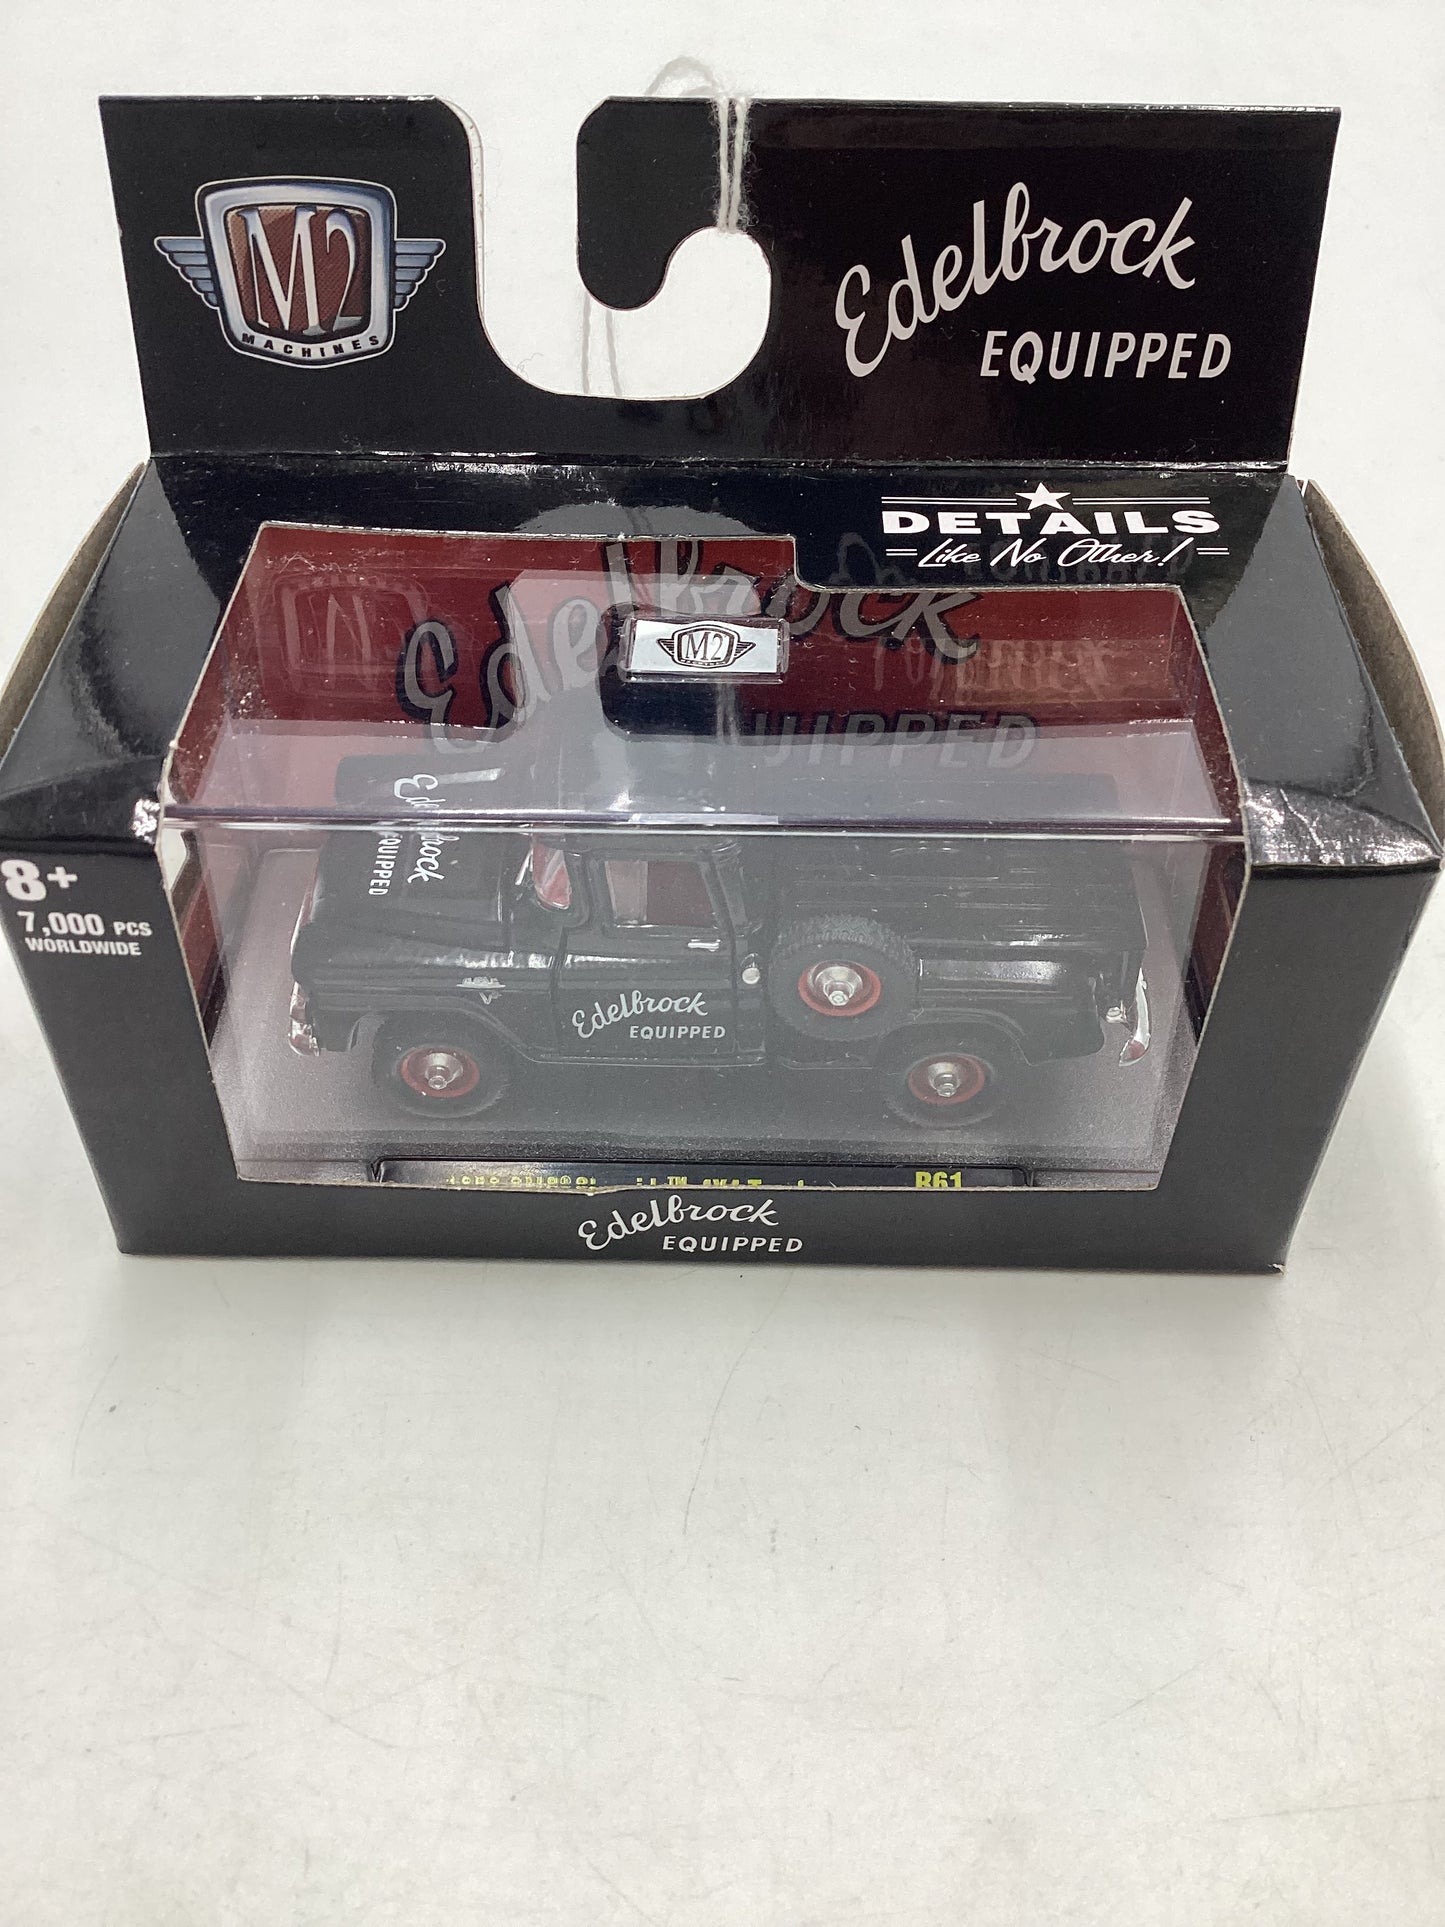 M2
MACHINES
Edelbrock
EQUIPPED
DETAILS
Like No Other!
Edelbrock
EQUIPPED
M2
Edelbrock
EQUIPPED
8+
7,000 PCS
WORLDWIDE
Edelbrock
EQUIPPED
R61
Edelbrock
EQUIPPED